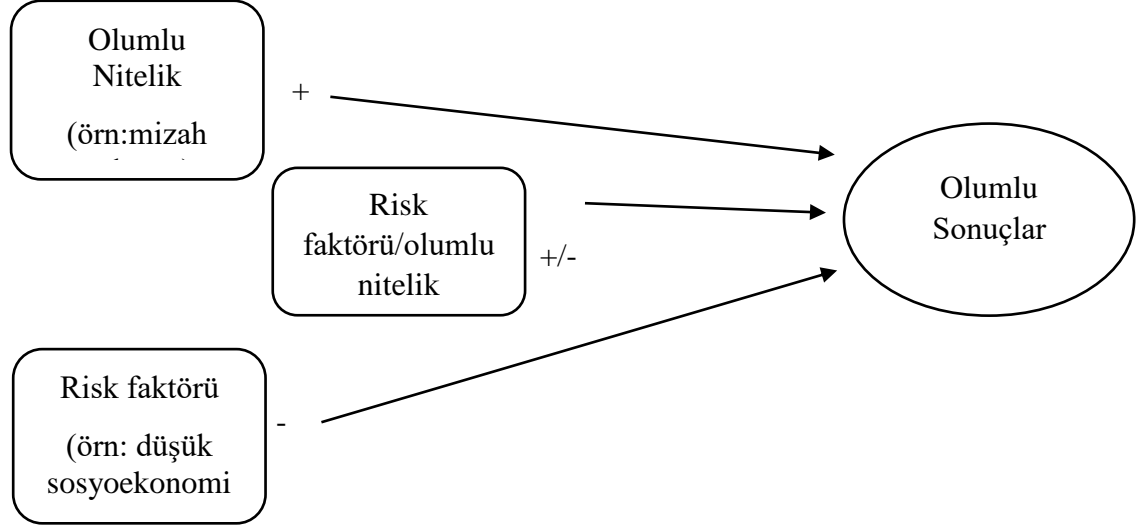 Olumlu
Nitelik
(örn:mizah
+
Risk
faktörü/olumlu
nitelik
+/-
Olumlu
Sonuçlar
Risk faktörü
(örn: düşük
sosyoekonomi
-